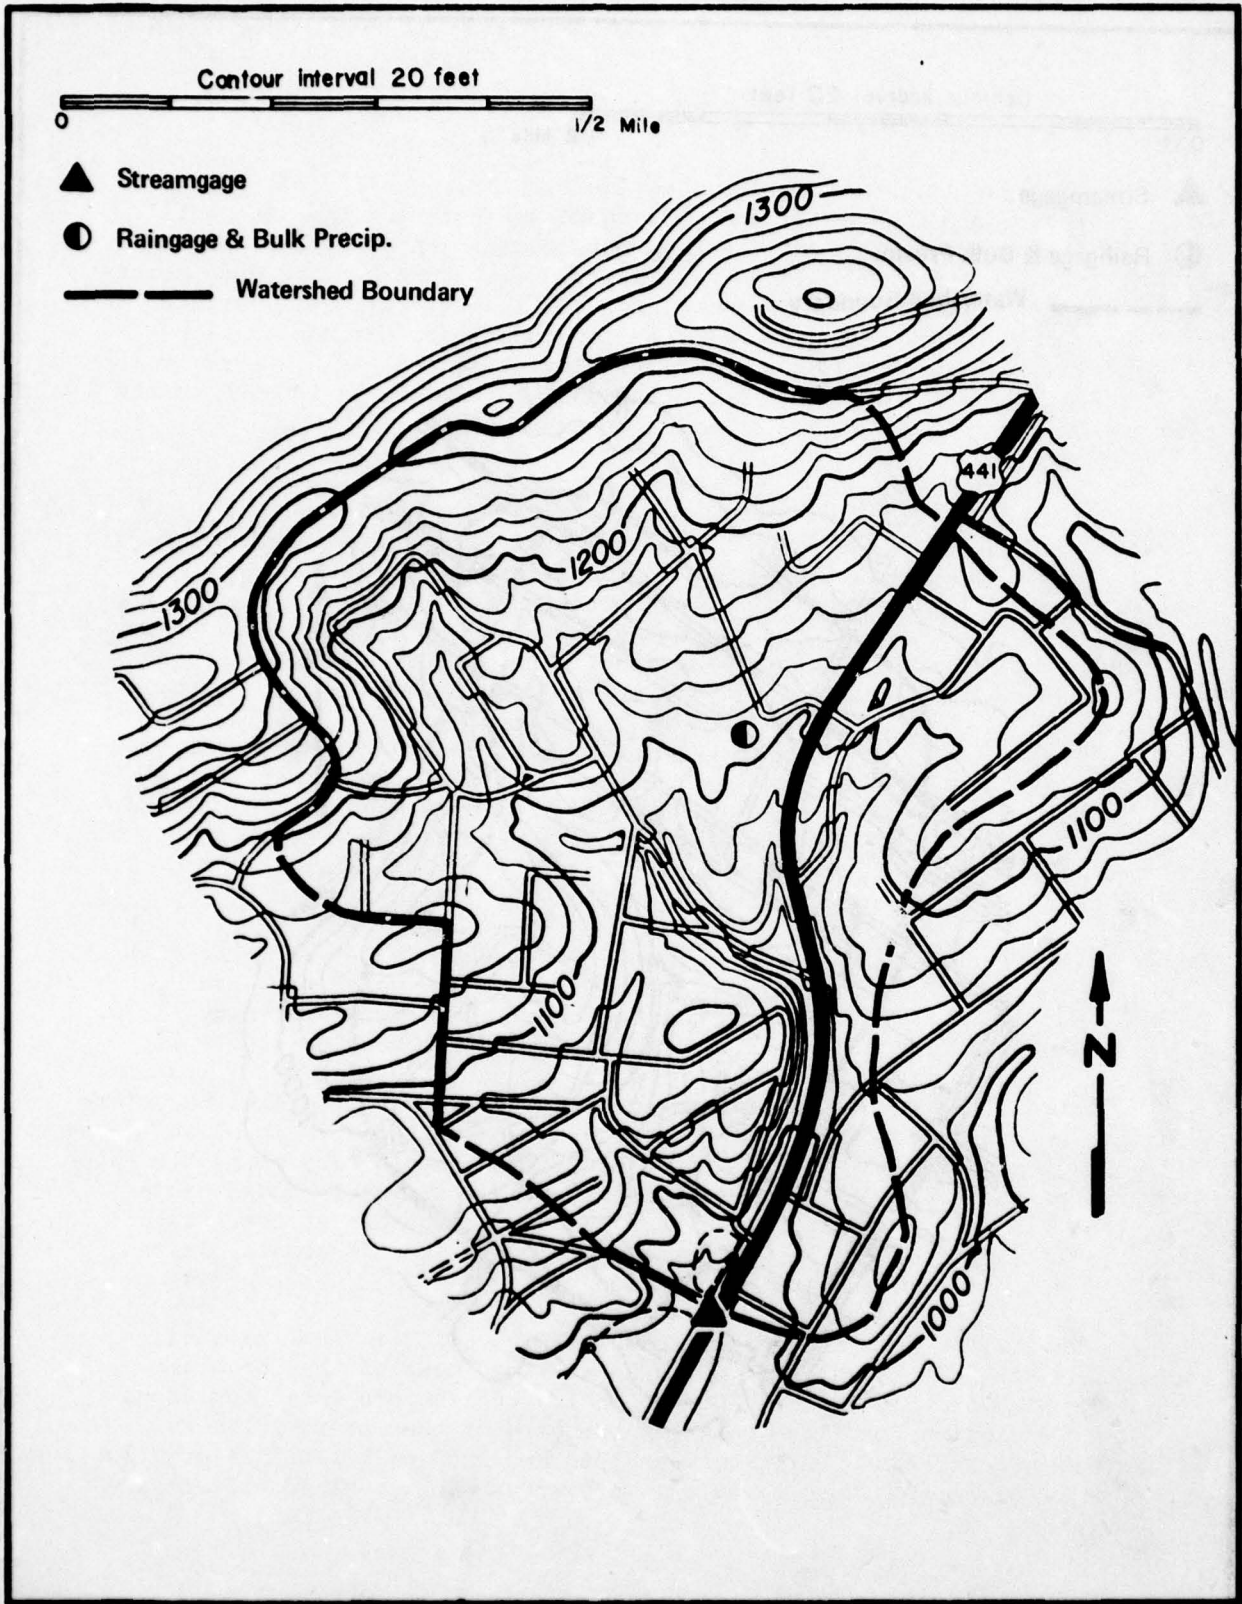 Contour interval 20 feet
0 1/2 Mile
Streamgage
Raingage & Bulk Precip.
Watershed Boundary
1300
441
1200
1300
1100
1100
N
1000